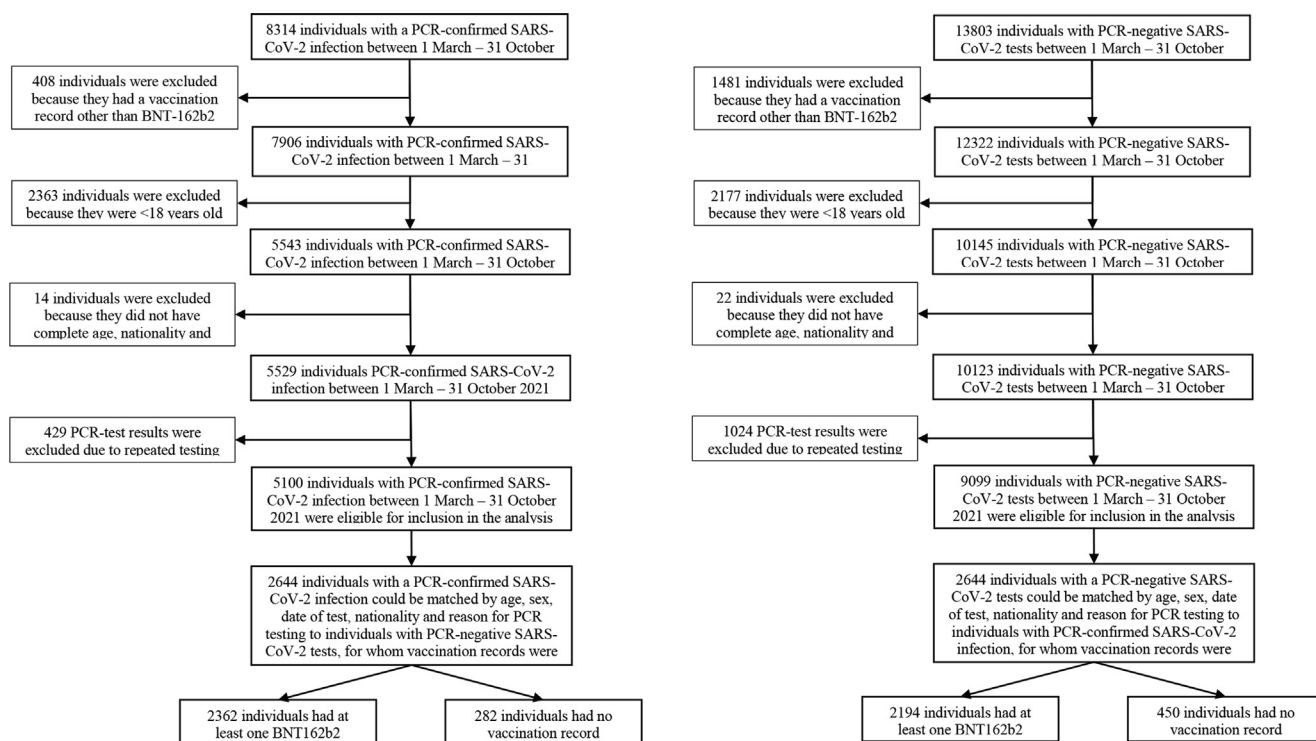 8314 individuals with a PCR-confirmed SARS-
CoV-2 infection between 1 March – 31 October
408 individuals were excluded
because they had a vaccination
record other than BNT-162b2
7906 individuals with PCR-confirmed SARS-
CoV-2 infection between 1 March – 31
2363 individuals were excluded
because they were <18 years old
5543 individuals with PCR-confirmed SARS-
CoV-2 infection between 1 March – 31 October
14 individuals were excluded
because they did not have
complete age, nationality and
5529 individuals PCR-confirmed SARS-CoV-2
infection between 1 March – 31 October 2021
429 PCR-test results were
excluded due to repeated testing
5100 individuals with PCR-confirmed SARS-
CoV-2 infection between 1 March – 31 October
2021 were eligible for inclusion in the analysis
2644 individuals with a PCR-confirmed SARS-
CoV-2 infection could be matched by age, sex,
date of test, nationality and reason for PCR
testing to individuals with PCR-negative SARS-
CoV-2 tests, for whom vaccination records were
2362 individuals had at
least one BNT162b2
282 individuals had no
vaccination record
13803 individuals with PCR-negative SARS-
CoV-2 tests between 1 March – 31 October
1481 individuals were excluded
because they had a vaccination
record other than BNT-162b2
12322 individuals with PCR-negative SARS-
CoV-2 tests between 1 March – 31 October
2177 individuals were excluded
because they were <18 years old
10145 individuals with PCR-negative SARS-
CoV-2 tests between 1 March – 31 October
22 individuals were excluded
because they did not have
complete age, nationality and
10123 individuals with PCR-negative SARS-
CoV-2 tests between 1 March – 31 October
1024 PCR-test results were
excluded due to repeated testing
9099 individuals with PCR-negative SARS-
CoV-2 tests between 1 March – 31 October
2021 were eligible for inclusion in the analysis
2644 individuals with a PCR-negative SARS-
CoV-2 tests could be matched by age, sex, date
of test, nationality and reason for PCR testing to
individuals with PCR-confirmed SARS-CoV-2
infection, for whom vaccination records were
2194 individuals had at
least one BNT162b2
450 individuals had no
vaccination record